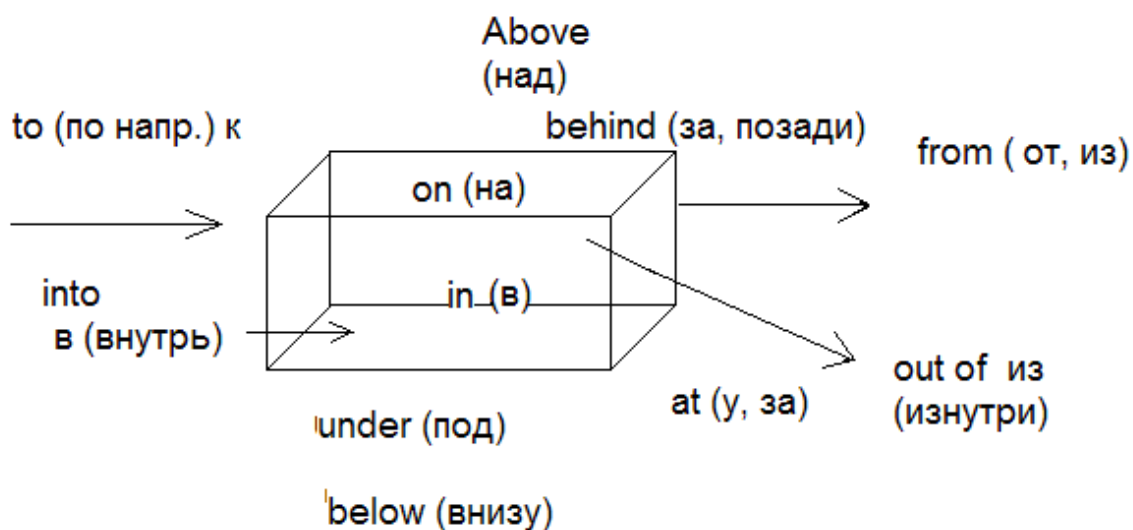 Above
(над)
to (по напр.) к
behind (за, позади)
from ( от, из)
on (на)
into
в (внутрь)
in (в)
at (у, за)
out of из
(изнутри)
under (под)
below (внизу)